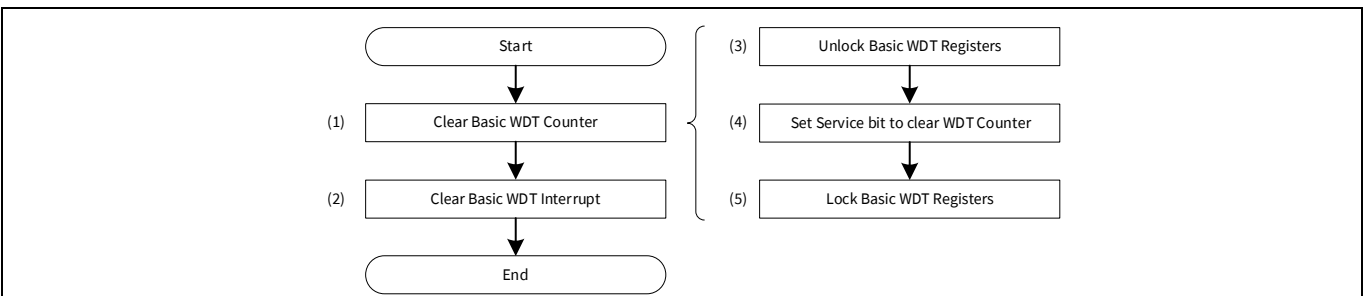 Start
(1) Clear Basic WDT Counter
(2) Clear Basic WDT Interrupt
End
(3) Unlock Basic WDT Registers
(4) Set Service bit to clear WDT Counter
(5) Lock Basic WDT Registers